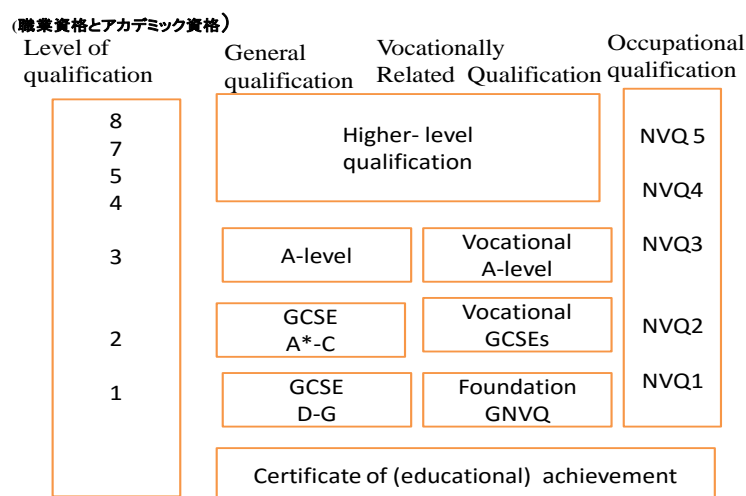 (職業資格とアカデミック資格)
Level of
qualification
General
qualification
Vocationally
Related Qualification
Occupational
qualification
8
7
5
4
3
2
1
Higher- level
qualification
A-level
Vocational
A-level
GCSE
A*-C
Vocational
GCSEs
GCSE
D-G
Foundation
GNVQ
NVQ 5
NVQ4
NVQ3
NVQ2
NVQ1
Certificate of (educational) achievement